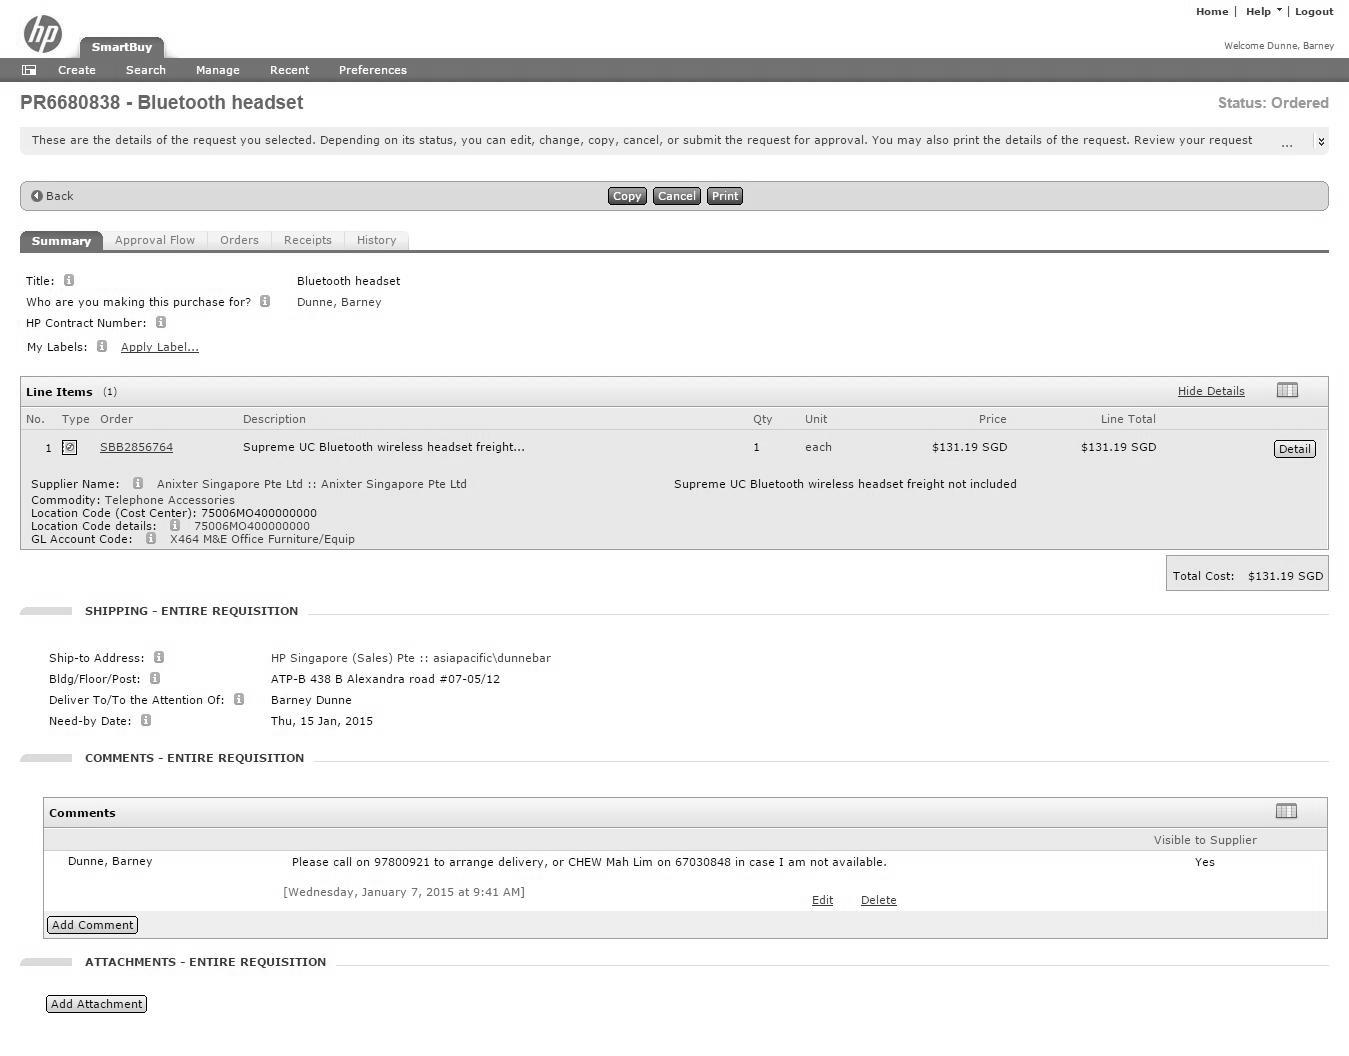 Home | Help | Logout
hp
SmartBuy
Welcome Dunne, Barney
Create Search Manage Recent Preferences
PR6680838 - Bluetooth headset Status: Ordered
These are the details of the request you selected. Depending on its status, you can edit, change, copy, cancel, or submit the request for approval. You may also print the details of the request. Review your request ...
Back Copy Cancel Print
Summary Approval Flow Orders Receipts History
Title: Bluetooth headset
Who are you making this purchase for? Dunne, Barney
HP Contract Number:
My Labels: Apply Label...
Line Items (1) Hide Details
No. Type Order Description Qty Unit Price Line Total
1 SBB2856764 Supreme UC Bluetooth wireless headset freight... 1 each $131.19 SGD $131.19 SGD Detail
Supplier Name: Anixter Singapore Pte Ltd :: Anixter Singapore Pte Ltd Supreme UC Bluetooth wireless headset freight not included
Commodity: Telephone Accessories
Location Code (Cost Center): 75006MO400000000
Location Code details: 75006MO400000000
GL Account Code: X464 M&E Office Furniture/Equip
Total Cost: $131.19 SGD
SHIPPING - ENTIRE REQUISITION
Ship-to Address: HP Singapore (Sales) Pte :: asiapacific\dunnebar
Bldg/Floor/Post: ATP-B 438 B Alexandra road #07-05/12
Deliver To/To the Attention Of: Barney Dunne
Need-by Date: Thu, 15 Jan, 2015
COMMENTS - ENTIRE REQUISITION
Comments
Visible to Supplier
Dunne, Barney Please call on 97800921 to arrange delivery, or CHEW Mah Lim on 67030848 in case I am not available. Yes
[Wednesday, January 7, 2015 at 9:41 AM]
Edit Delete
Add Comment
ATTACHMENTS - ENTIRE REQUISITION
Add Attachment